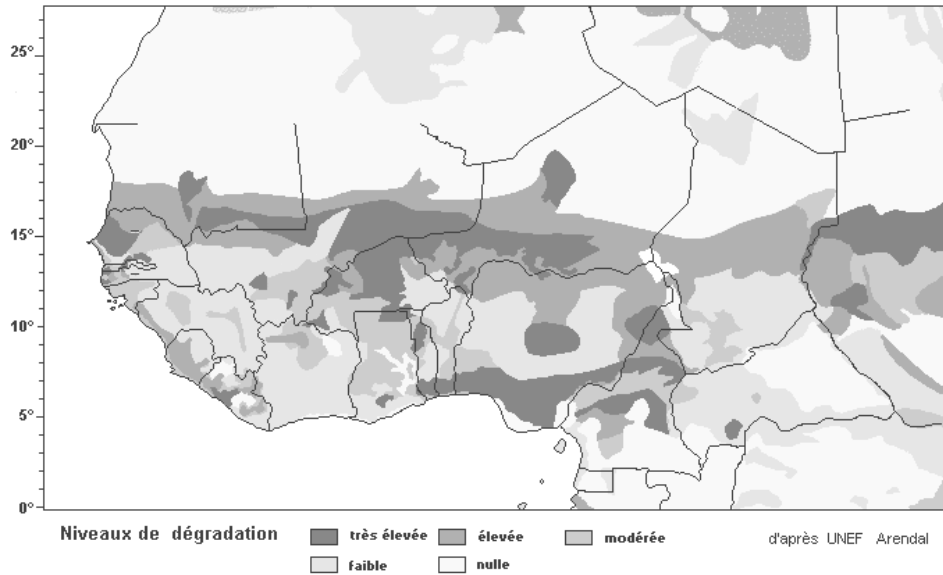 25°
20°
15°
10°
5°
0°
Niveaux de dégradation
très élevée
élevée
modérée
d'après UNEF Arendal
faible
nulle